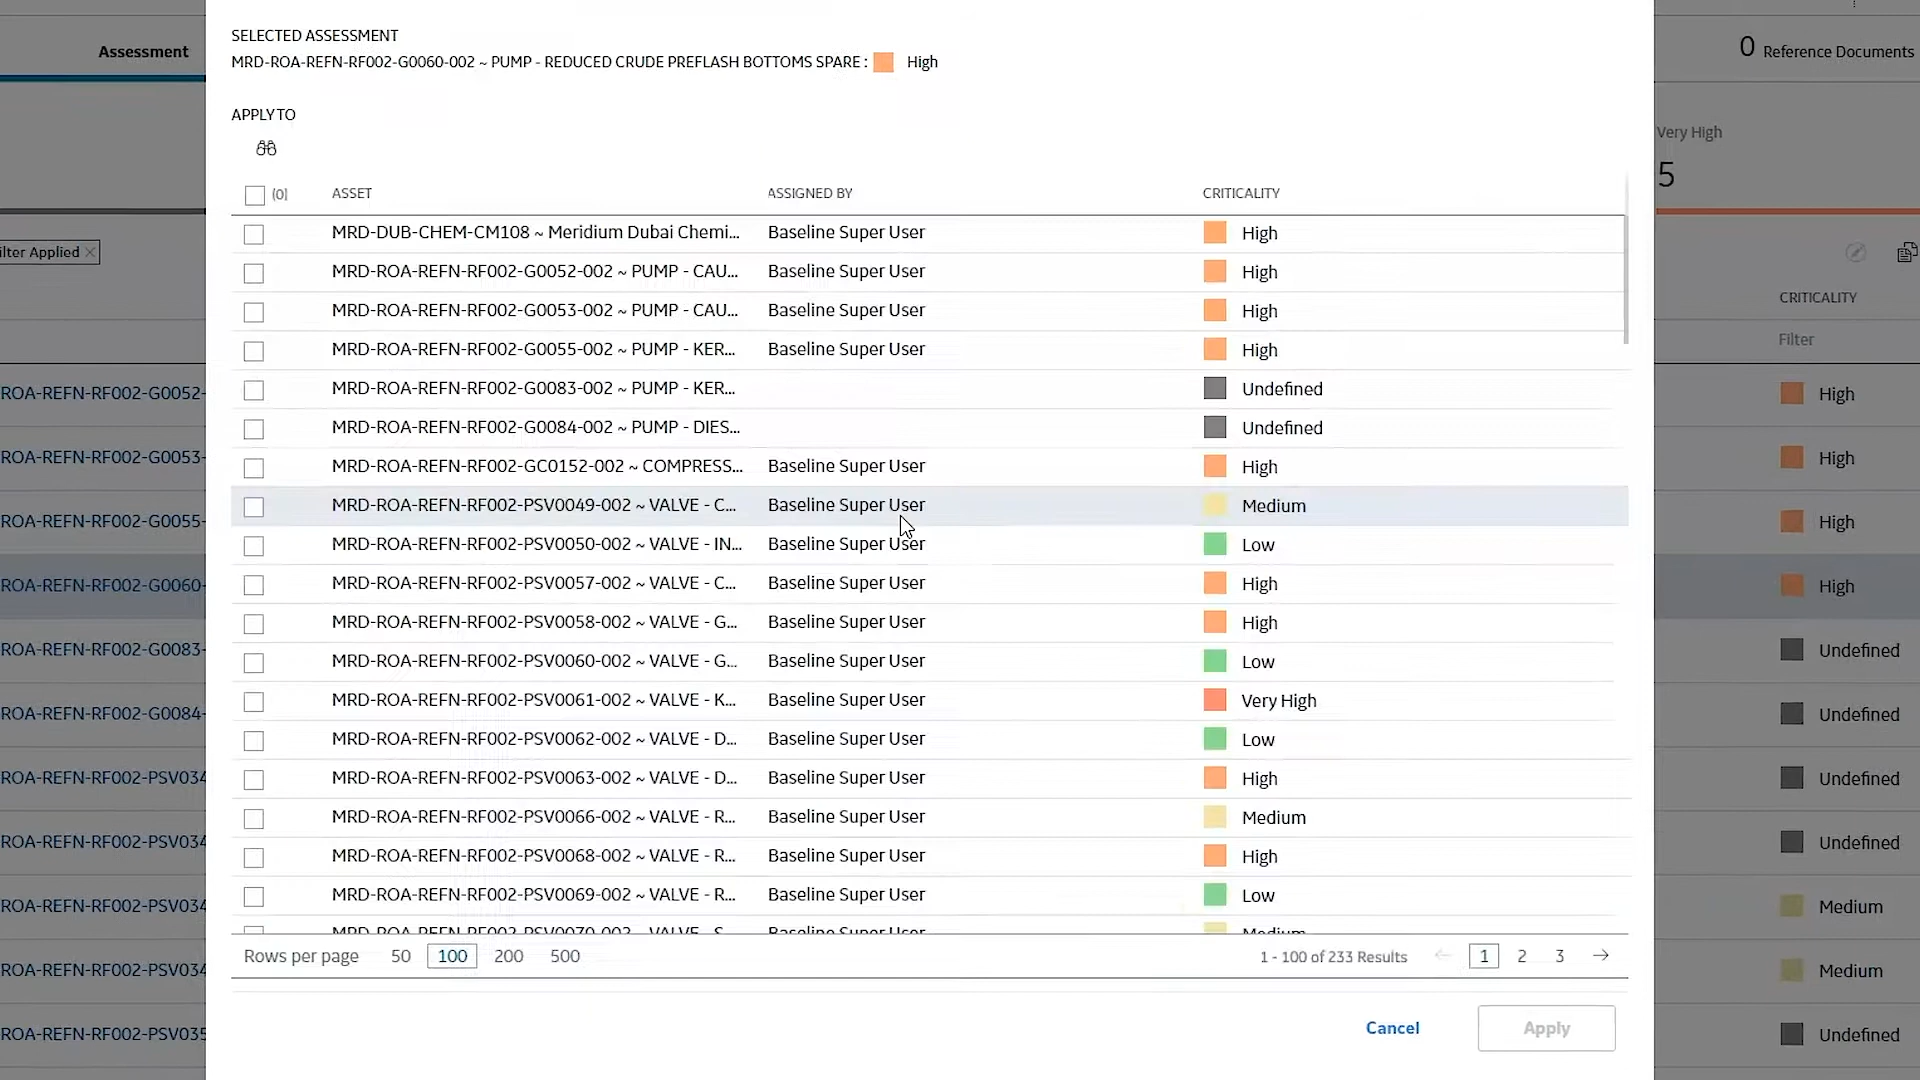 SELECTED ASSESSMENT
MRD-ROA-REFN-RF002-G0060-002 ~ PUMP - REDUCED CRUDE PREFLASH BOTTOMS SPARE : High
Assessment
0 Reference Documents
APPLY TO
Very High
5
(0) ASSET ASSIGNED BY CRITICALITY
MRD-DUB-CHEM-CM108 ~ Meridium Dubai Chemi... Baseline Super User High
ilter Applied
MRD-ROA-REFN-RF002-G0052-002 ~ PUMP - CAU... Baseline Super User High
CRITICALITY
MRD-ROA-REFN-RF002-G0053-002 ~ PUMP - CAU... Baseline Super User High
Filter
MRD-ROA-REFN-RF002-G0055-002 ~ PUMP - KER... Baseline Super User High
MRD-ROA-REFN-RF002-G0083-002 ~ PUMP - KER... Undefined
ROA-REFN-RF002-G0052- High
MRD-ROA-REFN-RF002-G0084-002 ~ PUMP - DIES... Undefined
ROA-REFN-RF002-G0053- High
MRD-ROA-REFN-RF002-GC0152-002 ~ COMPRESS... Baseline Super User High
MRD-ROA-REFN-RF002-PSV0049-002 ~ VALVE - C... Baseline Super User Medium
ROA-REFN-RF002-G0055- High
MRD-ROA-REFN-RF002-PSV0050-002 ~ VALVE - IN... Baseline Super User Low
MRD-ROA-REFN-RF002-PSV0057-002 ~ VALVE - C... Baseline Super User High
ROA-REFN-RF002-G0060- High
MRD-ROA-REFN-RF002-PSV0058-002 ~ VALVE - G... Baseline Super User High
ROA-REFN-RF002-G0083- Undefined
MRD-ROA-REFN-RF002-PSV0060-002 ~ VALVE - G... Baseline Super User Low
MRD-ROA-REFN-RF002-PSV0061-002 ~ VALVE - K... Baseline Super User Very High
ROA-REFN-RF002-G0084- Undefined
MRD-ROA-REFN-RF002-PSV0062-002 ~ VALVE - D... Baseline Super User Low
MRD-ROA-REFN-RF002-PSV0063-002 ~ VALVE - D... Baseline Super User High
ROA-REFN-RF002-PSV034 Undefined
MRD-ROA-REFN-RF002-PSV0066-002 ~ VALVE - R... Baseline Super User Medium
ROA-REFN-RF002-PSV034 Undefined
MRD-ROA-REFN-RF002-PSV0068-002 ~ VALVE - R... Baseline Super User High
MRD-ROA-REFN-RF002-PSV0069-002 ~ VALVE - R... Baseline Super User Low
ROA-REFN-RF002-PSV034 Medium
MRD-ROA-REFN-RF002-PSV0070-002 ~ VALVE - S... Baseline Super User Medium
Rows per page 50 100 200 500 1 - 100 of 233 Results 1 2 3
ROA-REFN-RF002-PSV034 Medium
Cancel Apply
ROA-REFN-RF002-PSV035 Undefined